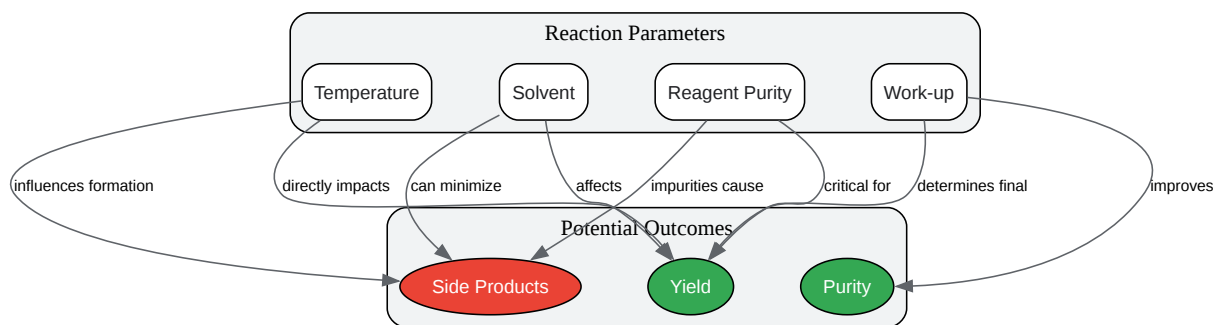 Reaction Parameters
Temperature
Solvent
Reagent Purity
Work-up
influences formation
directly impacts
can minimize
affects
impurities cause
critical for
determines final
improves
Potential Outcomes
Side Products
Yield
Purity